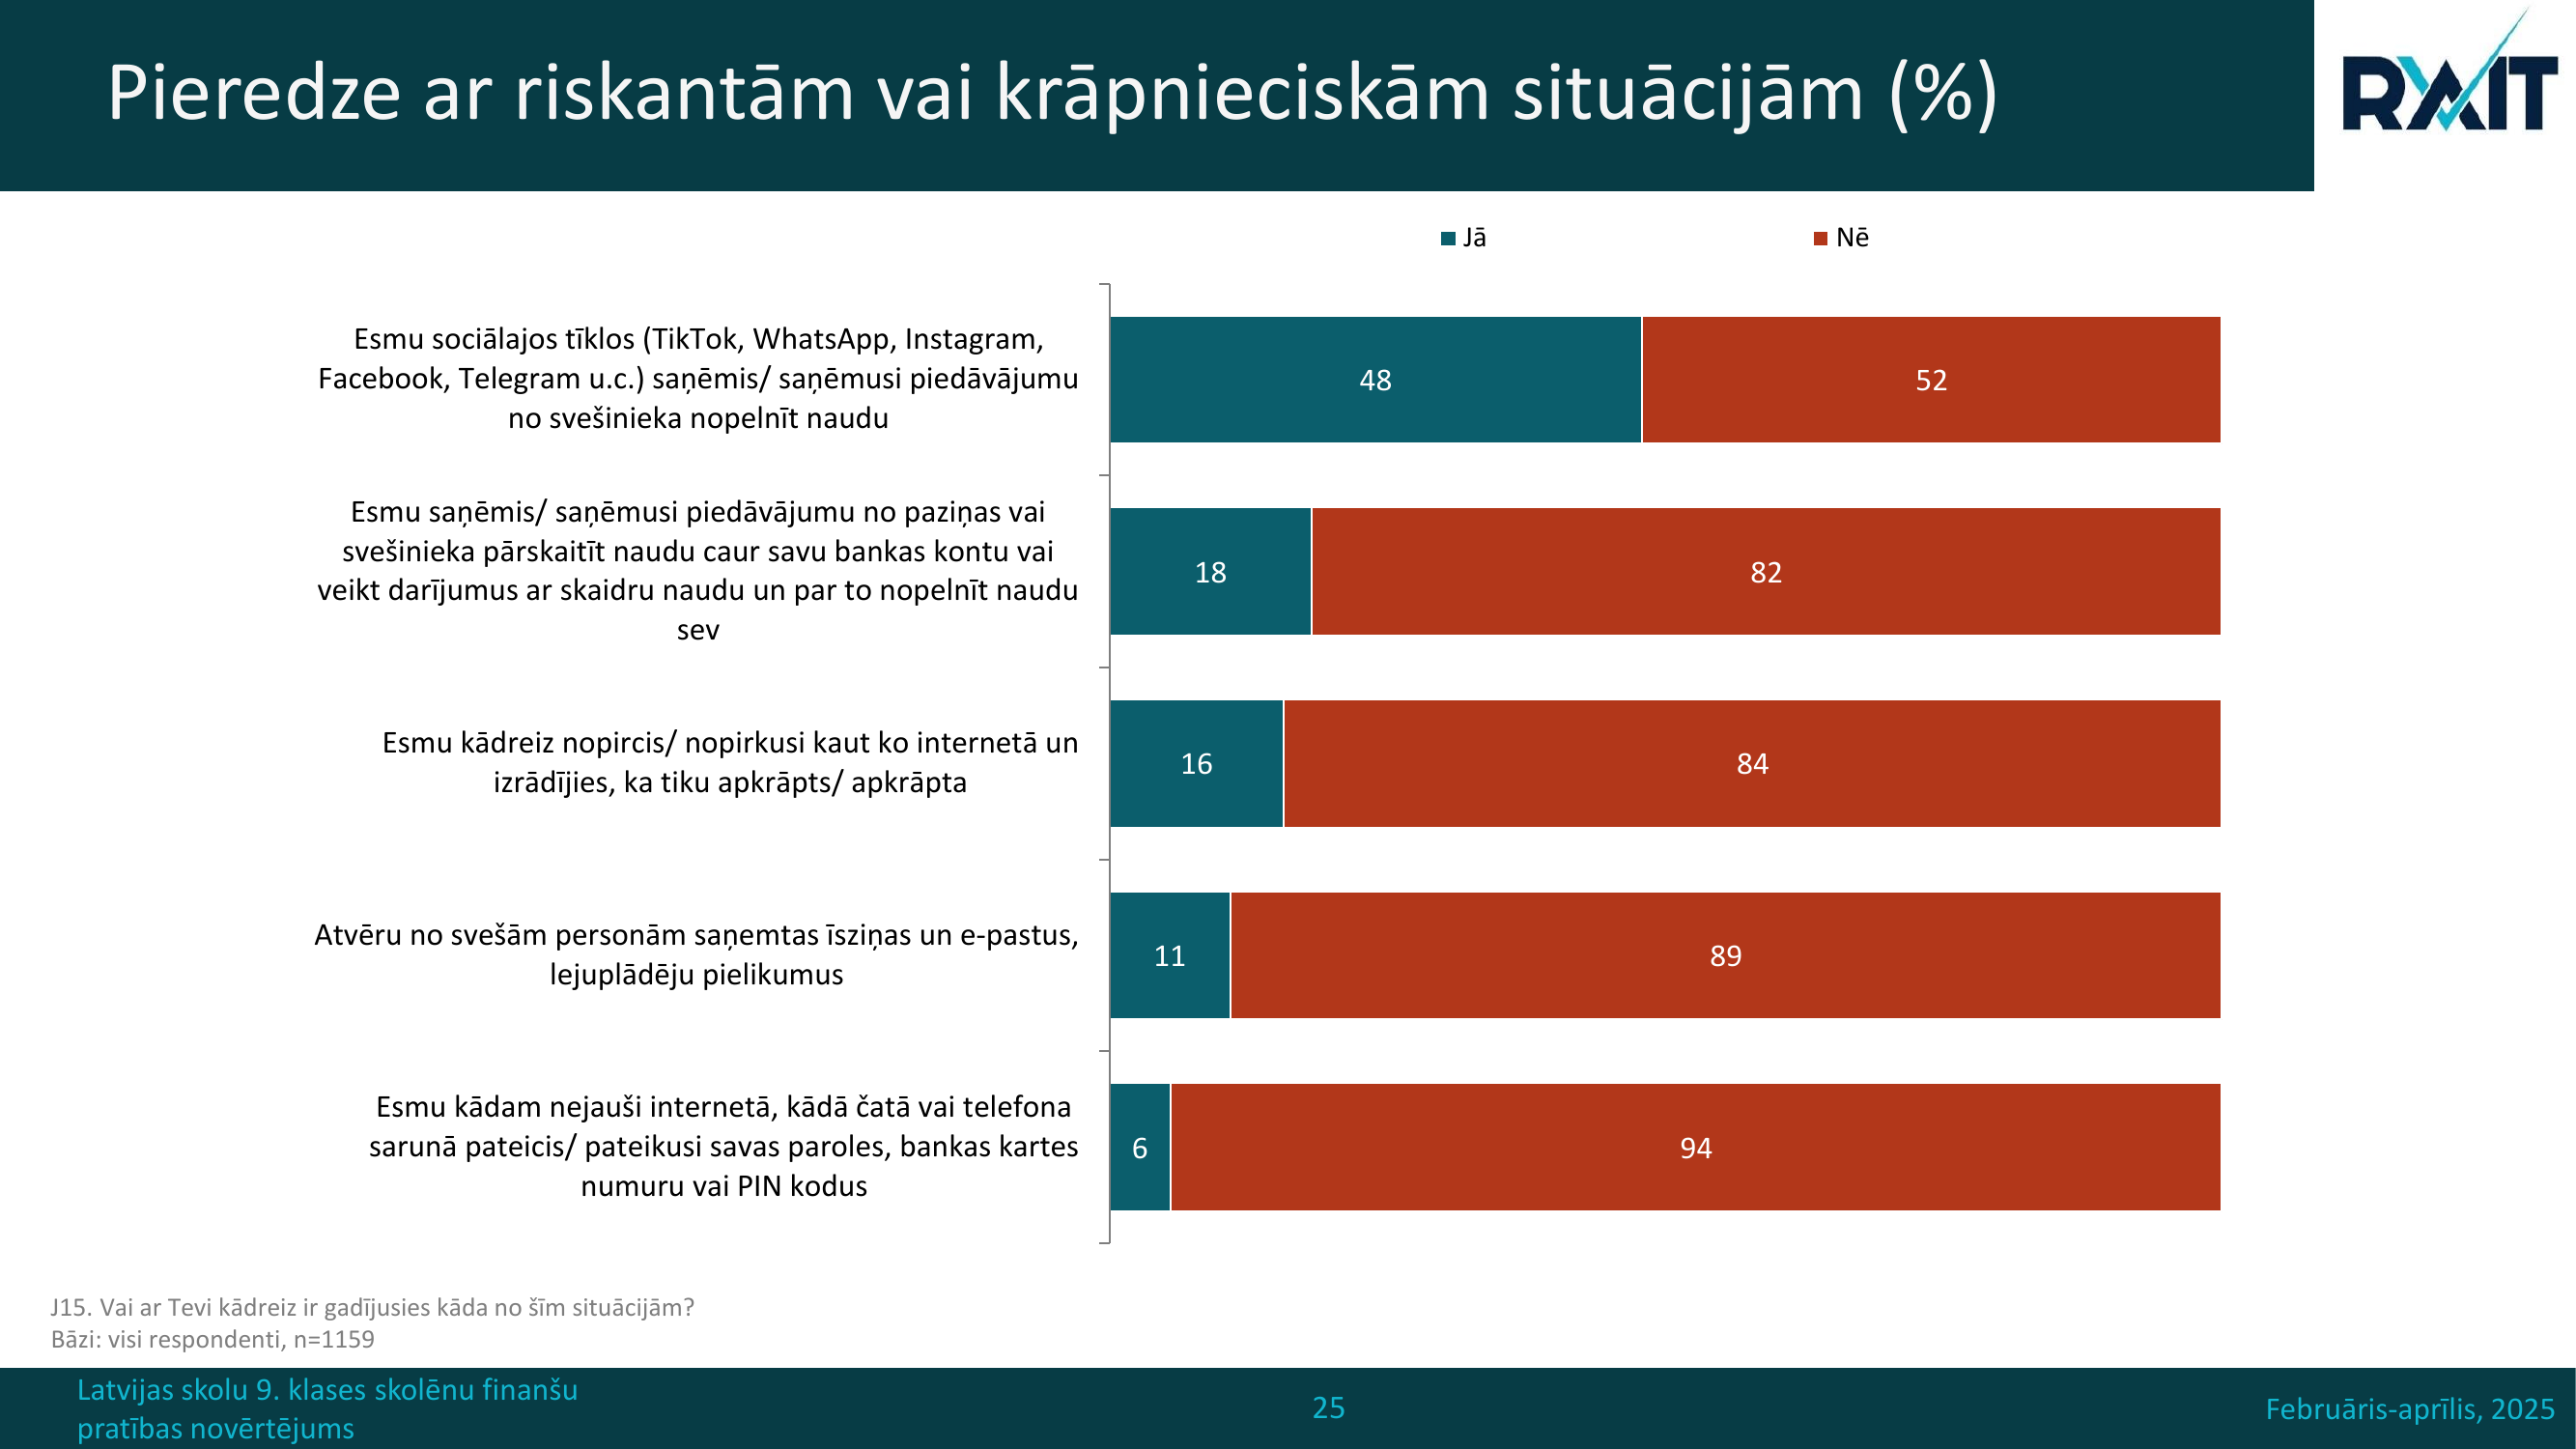 Pieredze ar riskantām vai krāpnieciskām situācijām (%)
RAIT
Jā
Nē
Esmu sociālajos tīklos (TikTok, WhatsApp, Instagram,
Facebook, Telegram u.c.) saņēmis/ saņēmusi piedāvājumu
no svešinieka nopelnīt naudu
48
52
Esmu saņēmis/ saņēmusi piedāvājumu no paziņas vai
svešinieka pārskaitīt naudu caur savu bankas kontu vai
veikt darījumus ar skaidru naudu un par to nopelnīt naudu
sev
18
82
Esmu kādreiz nopircis/ nopirkusi kaut ko internetā un
izrādījies, ka tiku apkrāpts/ apkrāpta
16
84
Atvēru no svešām personām saņemtas īsziņas un e-pastus,
lejuplādēju pielikumus
11
89
Esmu kādam nejauši internetā, kādā čatā vai telefona
sarunā pateicis/ pateikusi savas paroles, bankas kartes
numuru vai PIN kodus
6
94
J15. Vai ar Tevi kādreiz ir gadījusies kāda no šīm situācijām?
Bāzi: visi respondenti, n=1159
Latvijas skolu 9. klases skolēnu finanšu
pratības novērtējums
25
Februāris-aprīlis, 2025